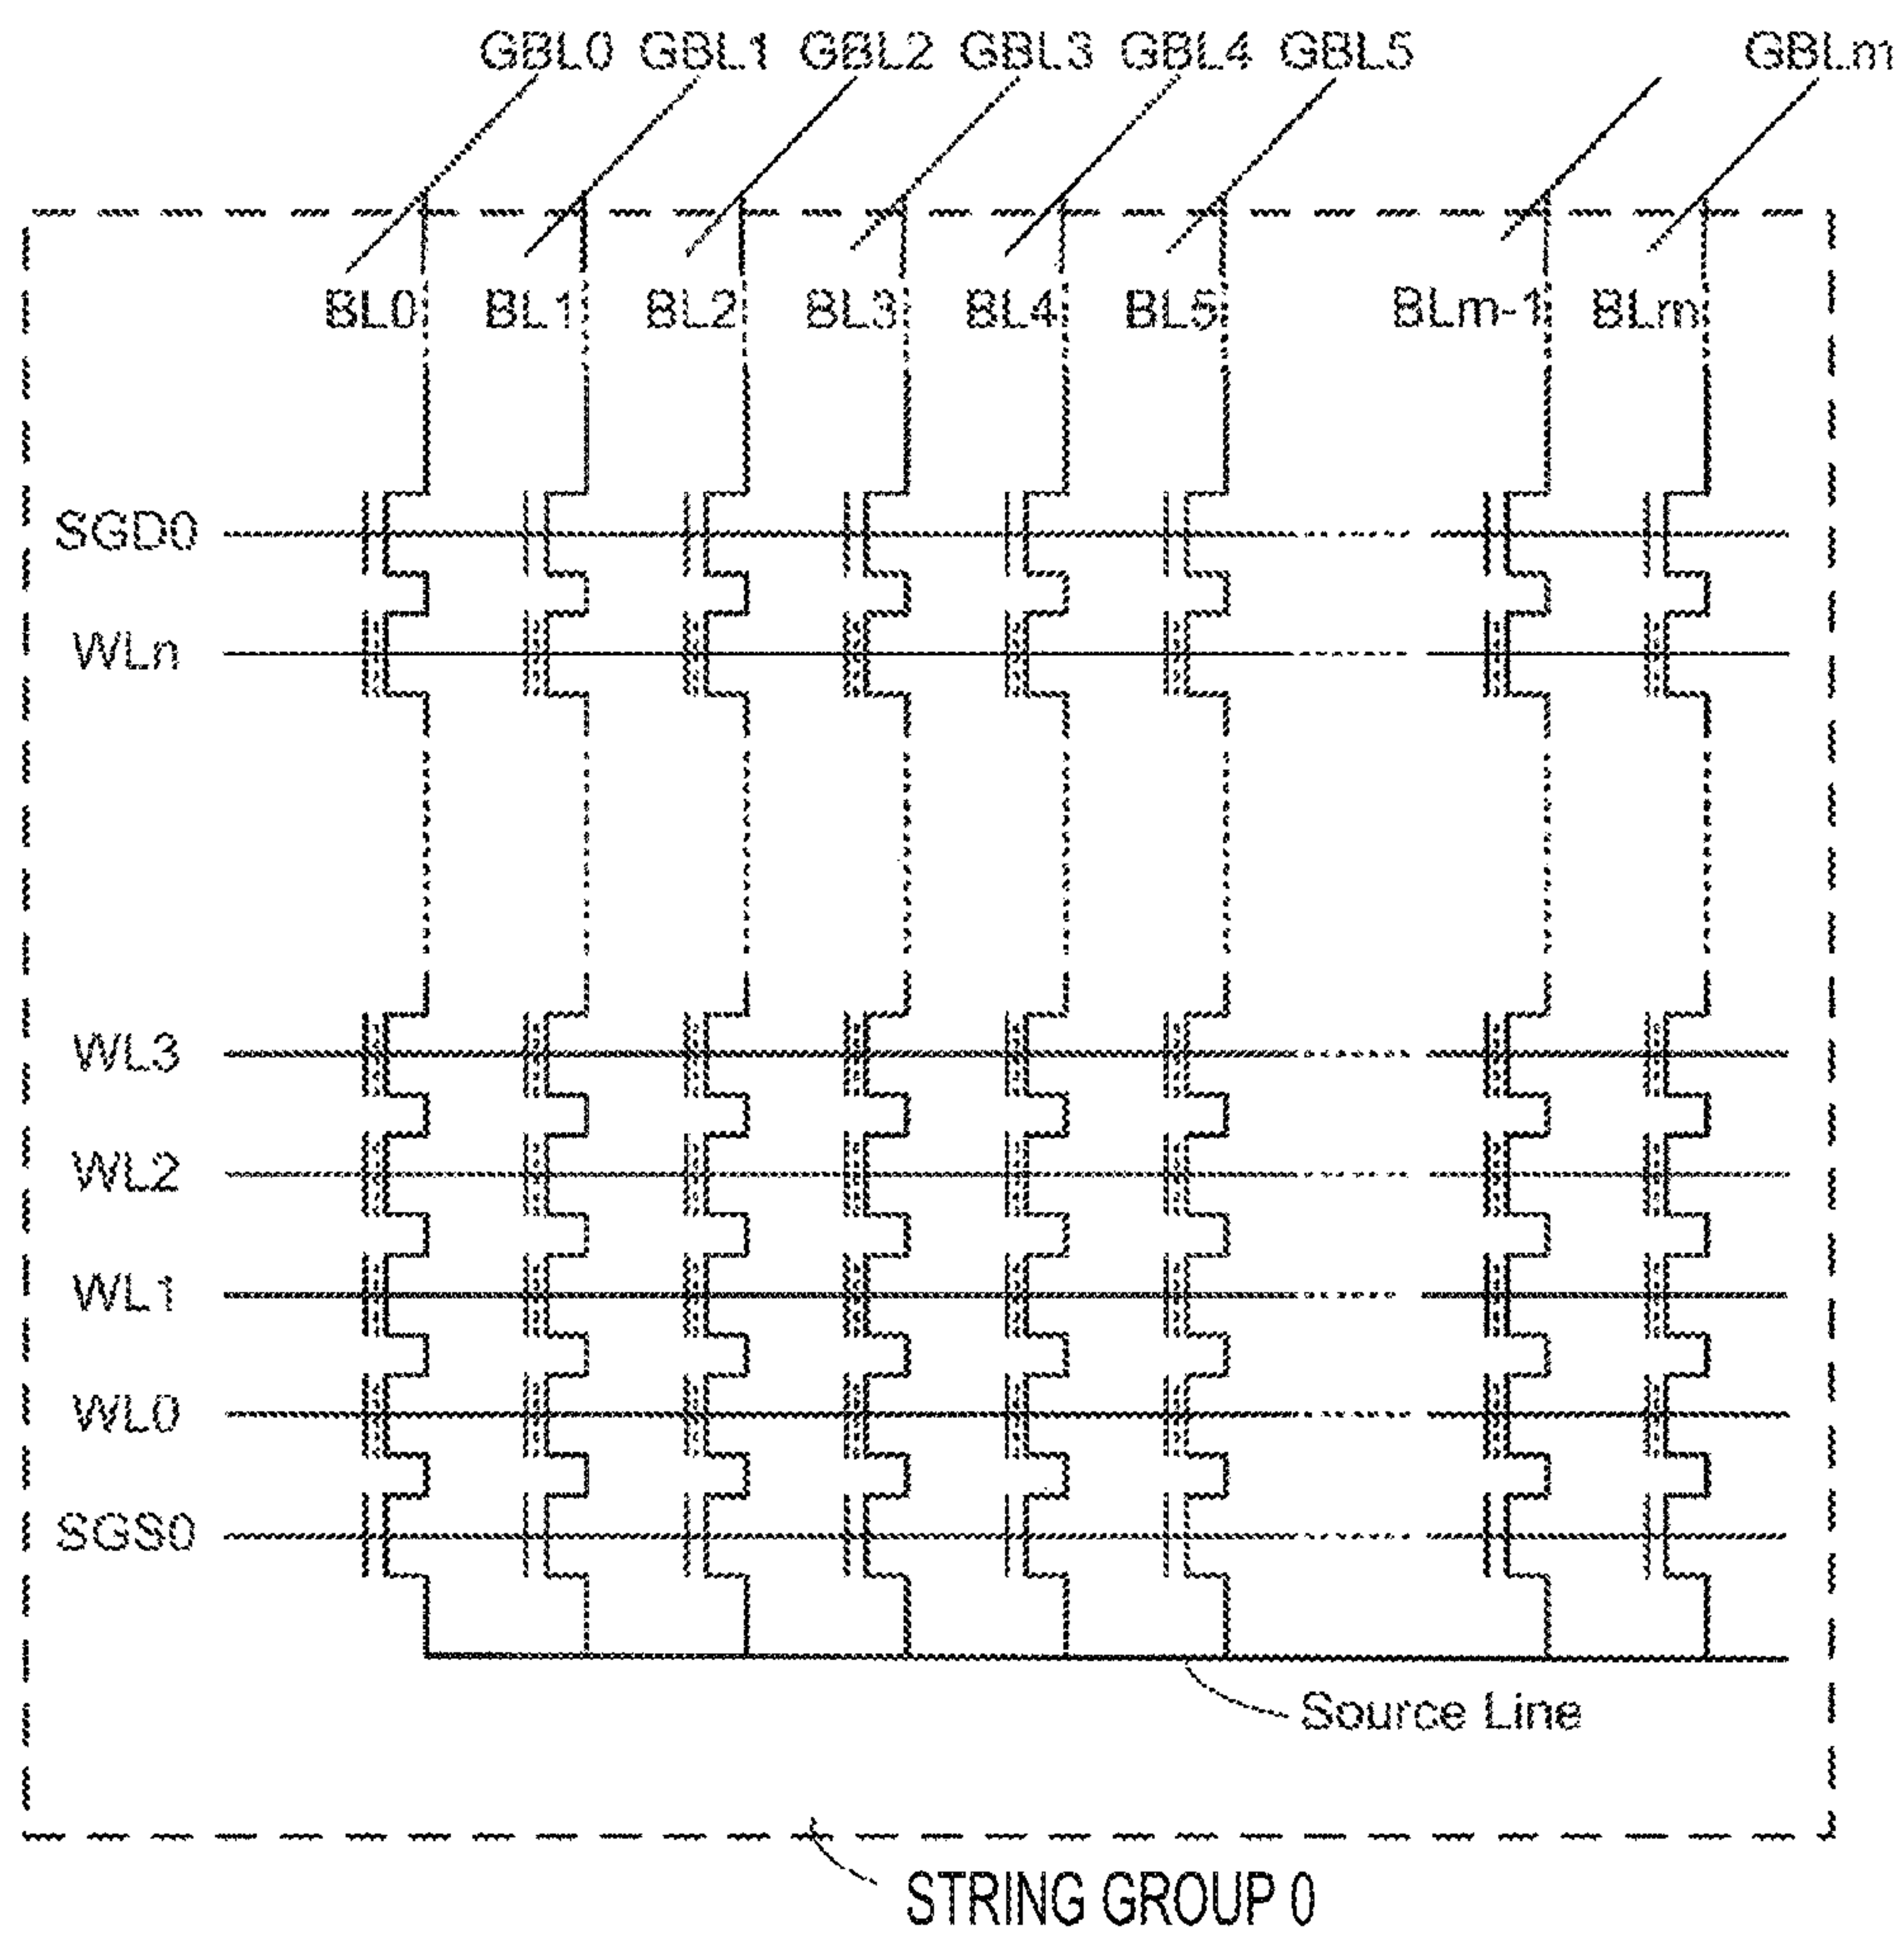 GBL0 GBL1 GBL2 GBL3 GBL4 GBL5 GBLm
BL0 BL1 BL2 BL3 BL4 BL5 BLm-1 BLm
SGD0
WLn
WL3
WL2
WL1
WL0
SGS0
Source Line
STRING GROUP 0